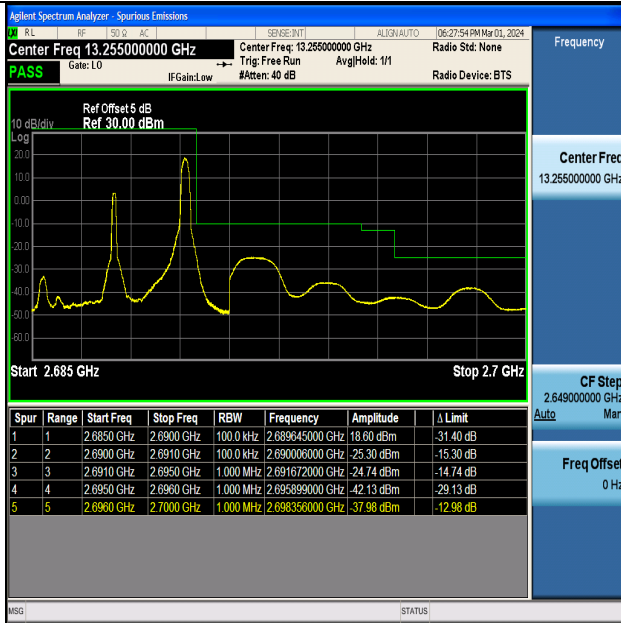 Agilent Spectrum Analyzer - Spurious Emissions
RL RF 50 Ω AC SENSE:INT ALIGN AUTO 06:27:54 PM Mar 01, 2024
Center Freq 13.255000000 GHz
Center Freq: 13.255000000 GHz
Radio Std: None
Trig: Free Run Avg|Hold: 1/1
PASS Gate: LO
IFGain:Low #Atten: 40 dB
Radio Device: BTS
Ref Offset 5 dB
10 dB/div Ref 30.00 dBm
Log
20.0
10.0
0.00
-10.0
-20.0
-30.0
-40.0
-50.0
-60.0
Start 2.685 GHz Stop 2.7 GHz
Spur Range Start Freq Stop Freq RBW Frequency Amplitude Δ Limit
1 1 2.6850 GHz 2.6900 GHz 100.0 kHz 2.689645000 GHz 18.60 dBm -31.40 dB
2 2 2.6900 GHz 2.6910 GHz 100.0 kHz 2.690006000 GHz -25.30 dBm -15.30 dB
3 3 2.6910 GHz 2.6950 GHz 1.000 MHz 2.691672000 GHz -24.74 dBm -14.74 dB
4 4 2.6950 GHz 2.6960 GHz 1.000 MHz 2.695899000 GHz -42.13 dBm -29.13 dB
5 5 2.6960 GHz 2.7000 GHz 1.000 MHz 2.698356000 GHz -37.98 dBm -12.98 dB
MSG STATUS
Frequency
Center Freq
13.255000000 GHz
CF Step
2.649000000 GHz
Auto Man
Freq Offset
0 Hz